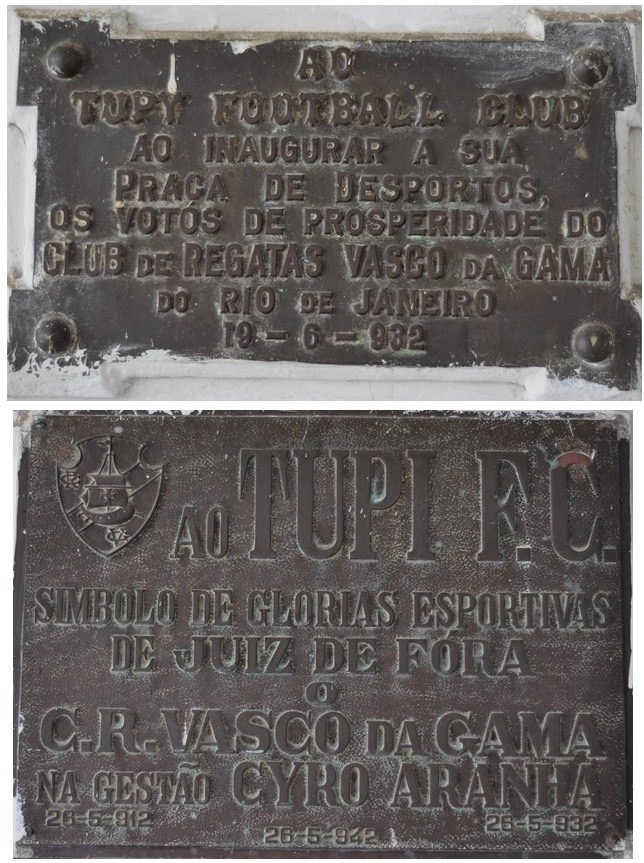 AO
TUPY FOOTBALL CLUB
AO INAUGURAR A SUA
PRAÇA DE DESPORTOS,
OS VOTÓS DE PROSPERIDADE DO
CLUB DE REGATAS VASCO DA GAMA
DO RIO DE JANEIRO
19 - 6 - 932
AO TUPI F.C.
SIMBOLO DE GLORIAS ESPORTIVAS
DE JUIZ DE FÓRA
O
C.R. VASCO DA GAMA
NA GESTÃO CYRO ARANHA
26-5-912 26-5-932
26-5-942